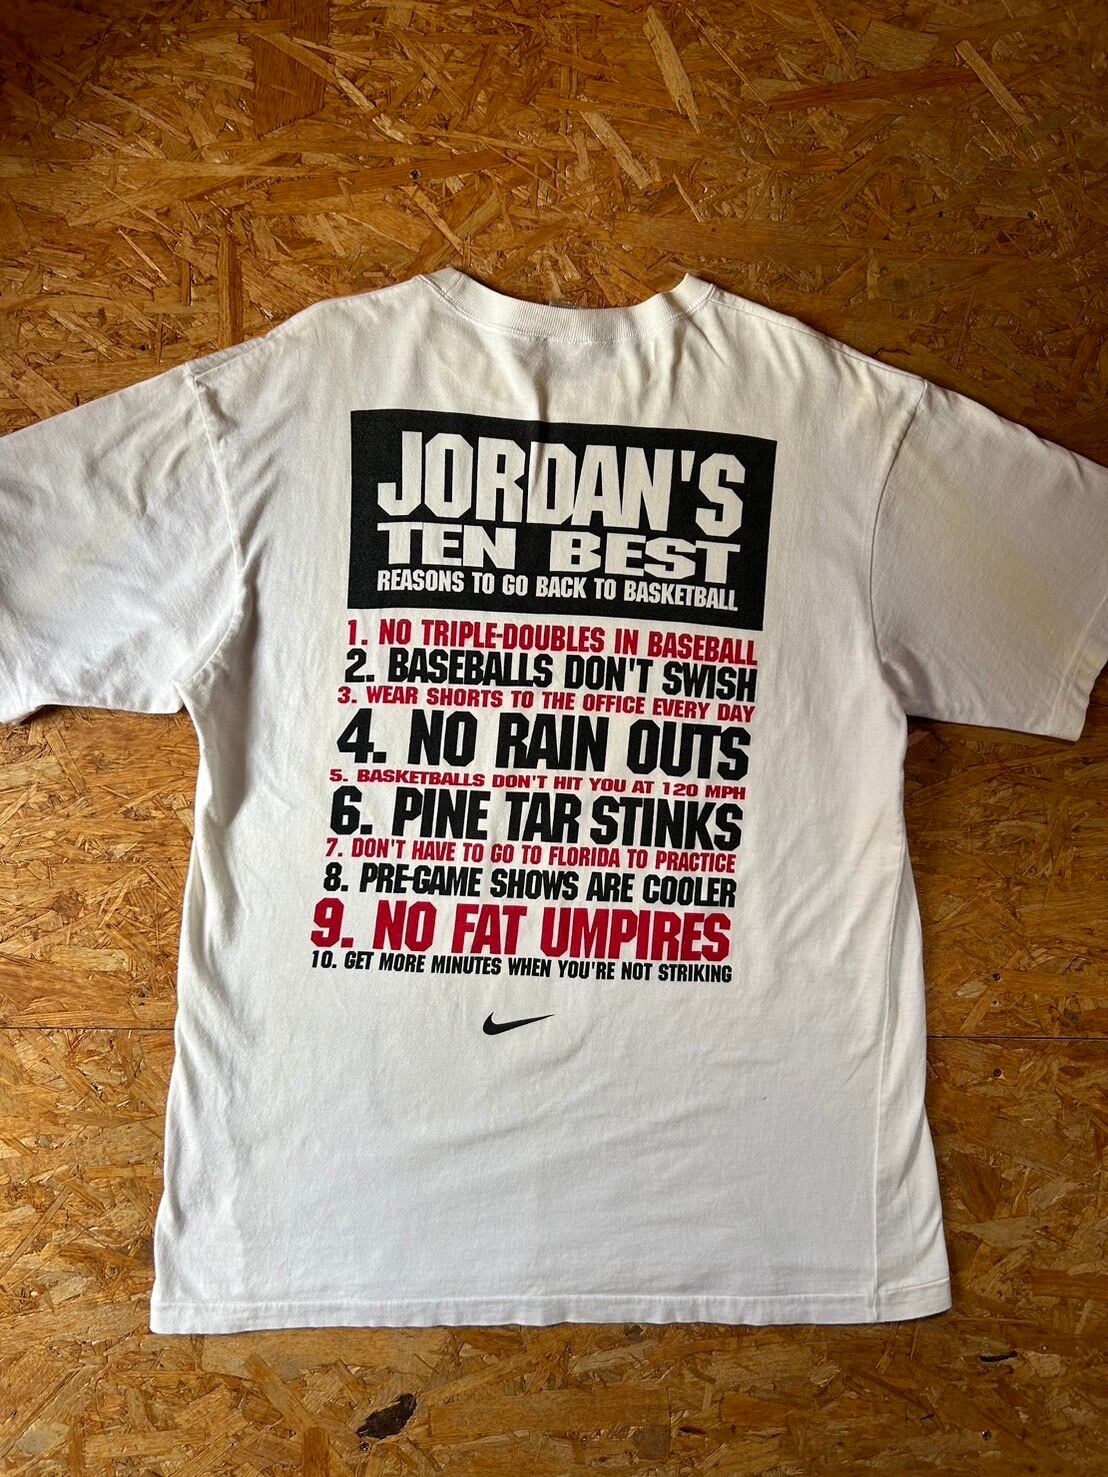 JORDAN'S
TEN BEST
REASONS TO GO BACK TO BASKETBALL
1. NO TRIPLE-DOUBLES IN BASEBALL
2. BASEBALLS DON'T SWISH
3. WEAR SHORTS TO THE OFFICE EVERY DAY
4. NO RAIN OUTS
5. BASKETBALLS DON'T HIT YOU AT 120 MPH
6. PINE TAR STINKS
7. DON'T HAVE TO GO TO FLORIDA TO PRACTICE
8. PRE-GAME SHOWS ARE COOLER
9. NO FAT UMPIRES
10. GET MORE MINUTES WHEN YOU'RE NOT STRIKING